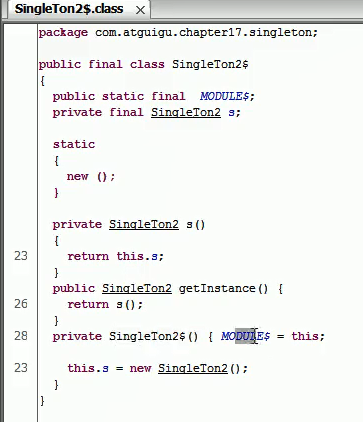 SingleTon2$.class ×
package com.atguigu.chapter17.singleton;
public final class SingleTon2$
{
public static final MODULE$;
private final SingleTon2 s;
static
{
new ();
}
private SingleTon2 s()
{
23 return this.s;
}
public SingleTon2 getInstance() {
26 return s();
}
28 private SingleTon2$() { MODULE$ = this;
23 this.s = new SingleTon2();
}
}